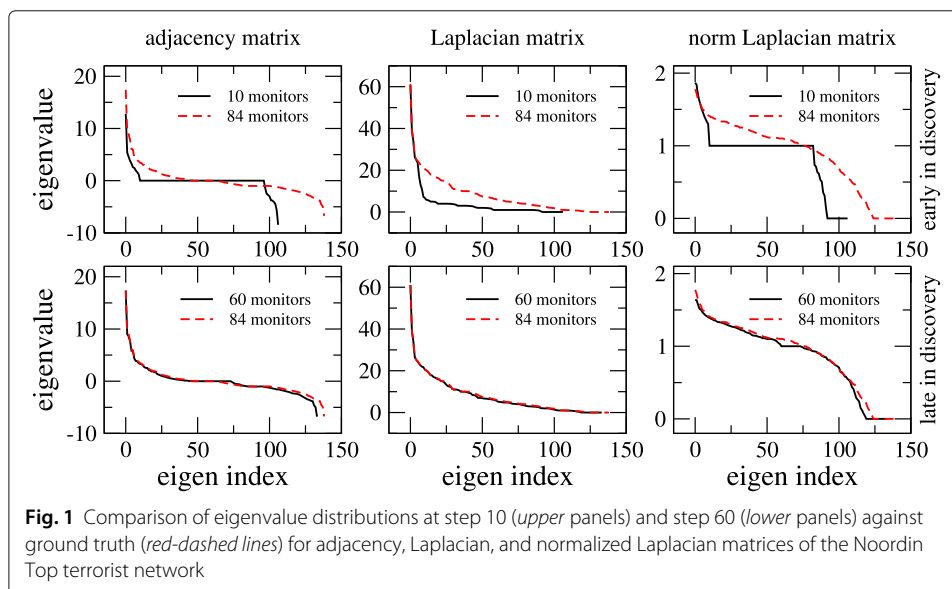 adjacency matrix
Laplacian matrix
norm Laplacian matrix
eigenvalue
20
10
0
-10
0
50
100
150
10 monitors
84 monitors
60
40
20
0
0
50
100
150
10 monitors
84 monitors
2
1
0
0
50
100
150
10 monitors
84 monitors
early in discovery
eigenvalue
20
10
0
-10
0
50
100
150
60 monitors
84 monitors
eigen index
60
40
20
0
0
50
100
150
60 monitors
84 monitors
eigen index
2
1
0
0
50
100
150
60 monitors
84 monitors
eigen index
late in discovery
Fig. 1 Comparison of eigenvalue distributions at step 10 (upper panels) and step 60 (lower panels) against
ground truth (red-dashed lines) for adjacency, Laplacian, and normalized Laplacian matrices of the Noordin
Top terrorist network